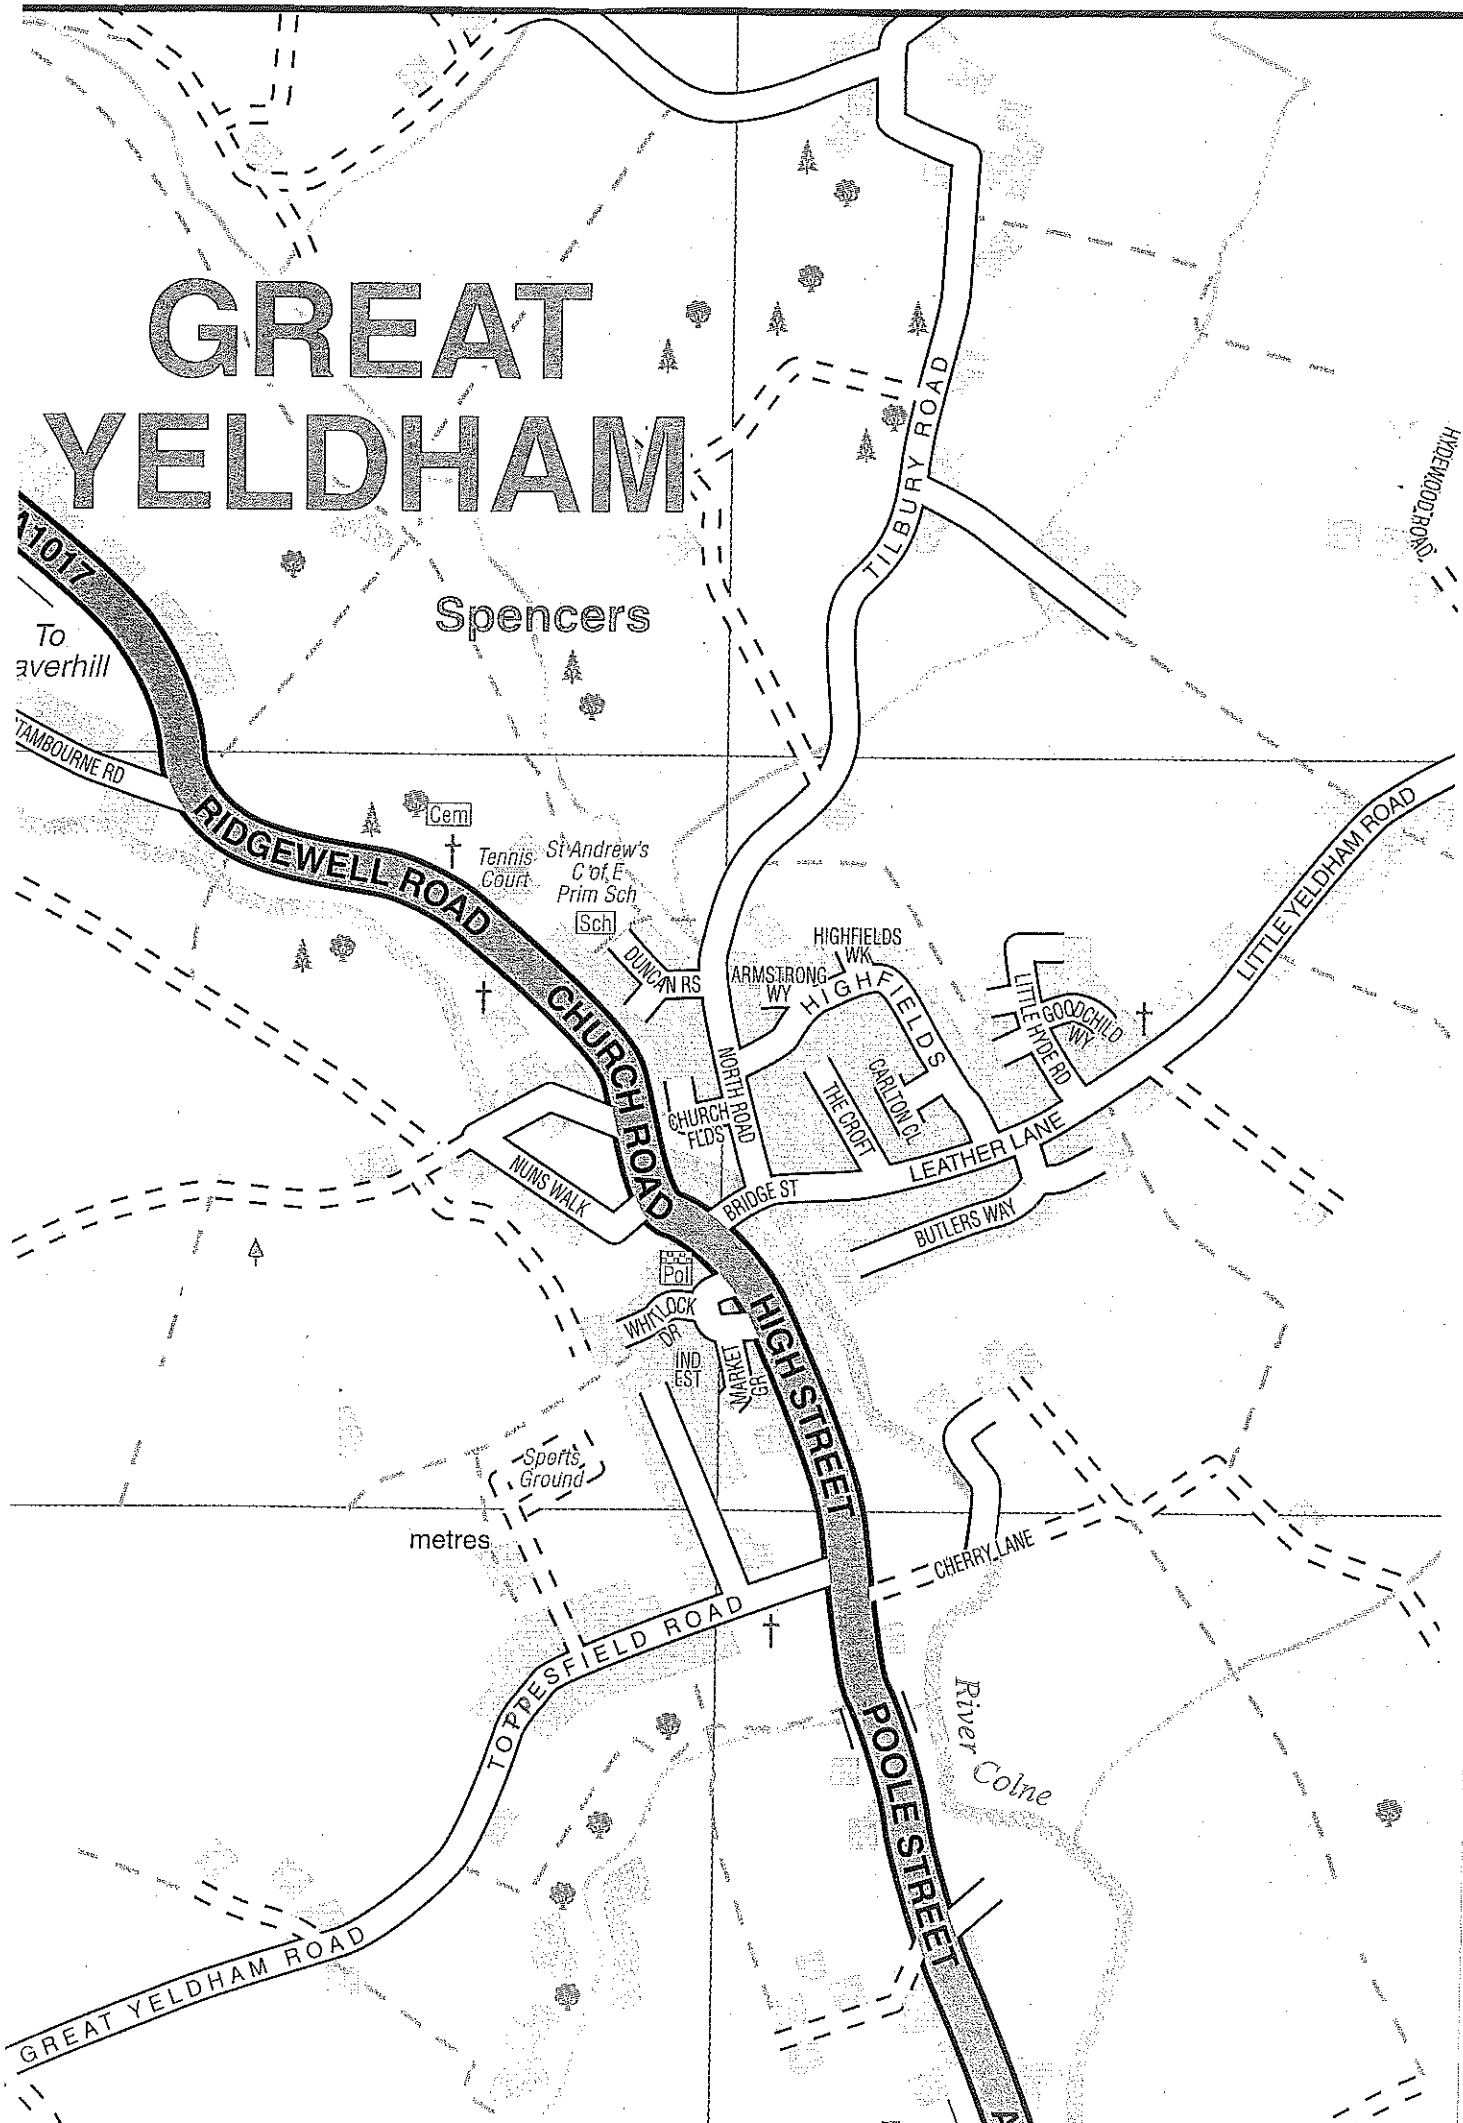 GREAT
YELDHAM
HYDEWOOD ROAD
TILBURY ROAD
A1017
Spencers
To
averhill
TAMBOURNE RD
Cem
RIDGEWELL ROAD
Tennis
Court
St Andrew's
C of E
Prim Sch
Sch
LITTLE YELDHAM ROAD
HIGHFIELDS
WK
DUNCAN RS
ARMSTRONG
WY
HIGHFIELDS
LITTLE HYDE RD
GOODCHILD
WY
CHURCH ROAD
NORTH ROAD
CARLTON CL
THE CROFT
CHURCH
FLDS
LEATHER LANE
NUNS WALK
BRIDGE ST
BUTLERS WAY
Pol
WHITLOCK
DR
IND
EST
MARKET
GR
HIGH STREET
Sports
Ground
metres
CHERRY LANE
TOPPESFIELD ROAD
River Colne
POOLE STREET
GREAT YELDHAM ROAD
A